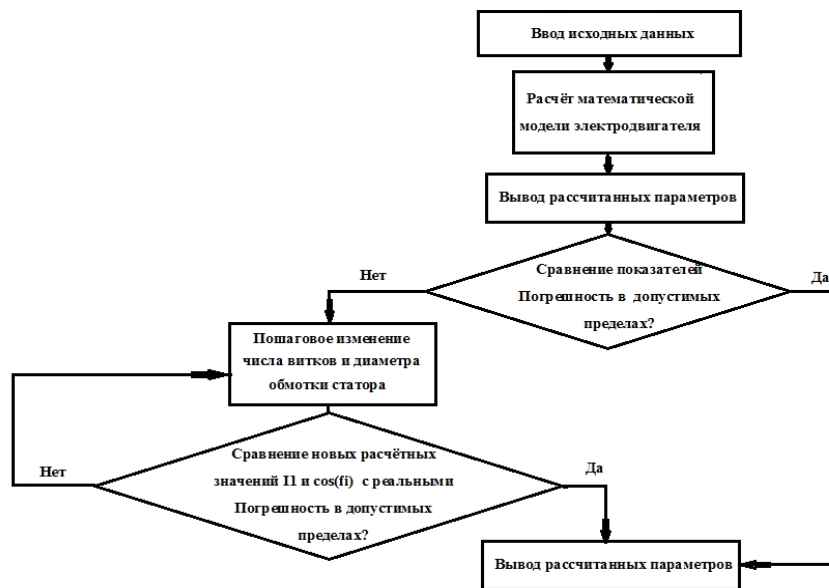 Ввод исходных данных
Расчёт математической
модели электродвигателя
Вывод рассчитанных параметров
Сравнение показателей
Погрешность в допустимых
пределах?
Нет
Да
Пошаговое изменение
числа витков и диаметра
обмотки статора
Сравнение новых расчётных
значений I1 и cos(fi) с реальными
Погрешность в допустимых
пределах?
Нет
Да
Вывод рассчитанных параметров